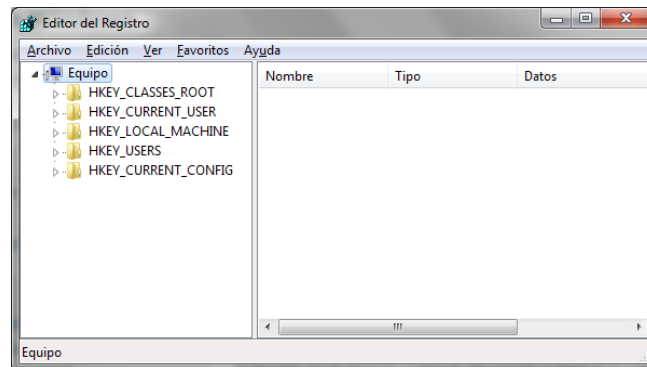 Editor del Registro
Archivo Edición Ver Favoritos Ayuda
Equipo
HKEY_CLASSES_ROOT
HKEY_CURRENT_USER
HKEY_LOCAL_MACHINE
HKEY_USERS
HKEY_CURRENT_CONFIG
Nombre Tipo Datos
Equipo